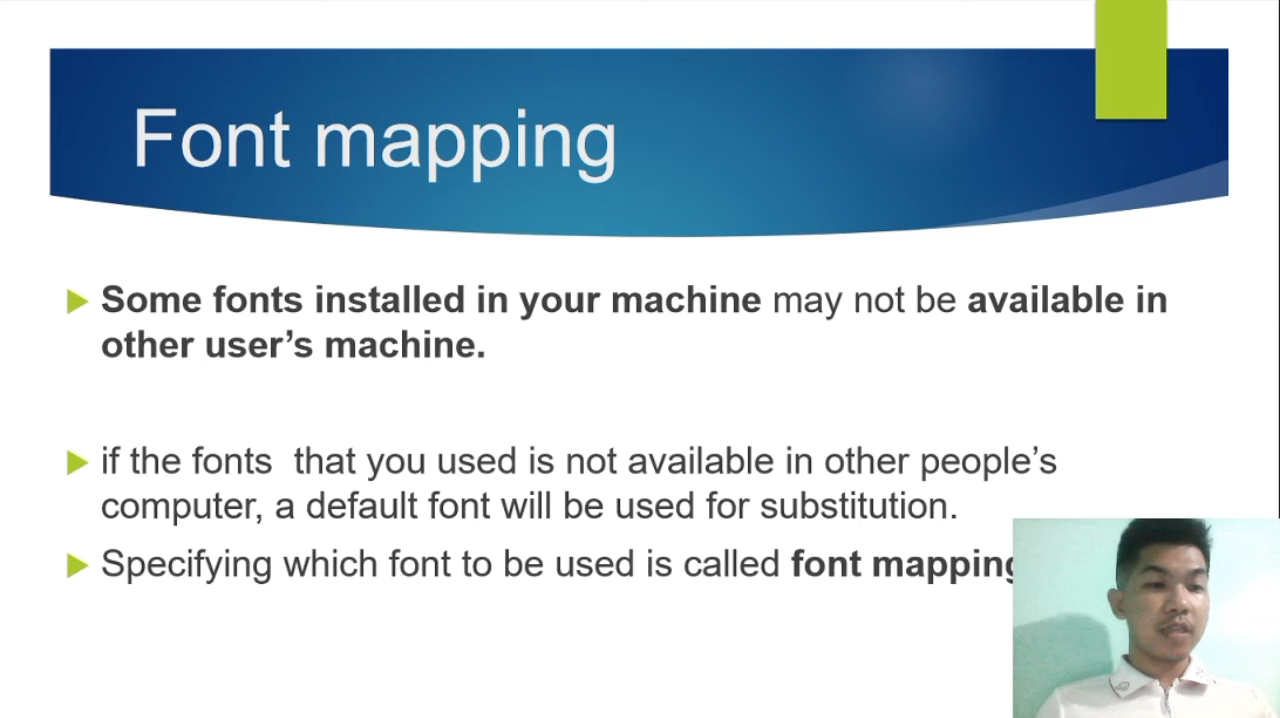 Font mapping
Some fonts installed in your machine may not be available in
other user’s machine.
if the fonts  that you used is not available in other people’s
computer, a default font will be used for substitution.
Specifying which font to be used is called font mapping